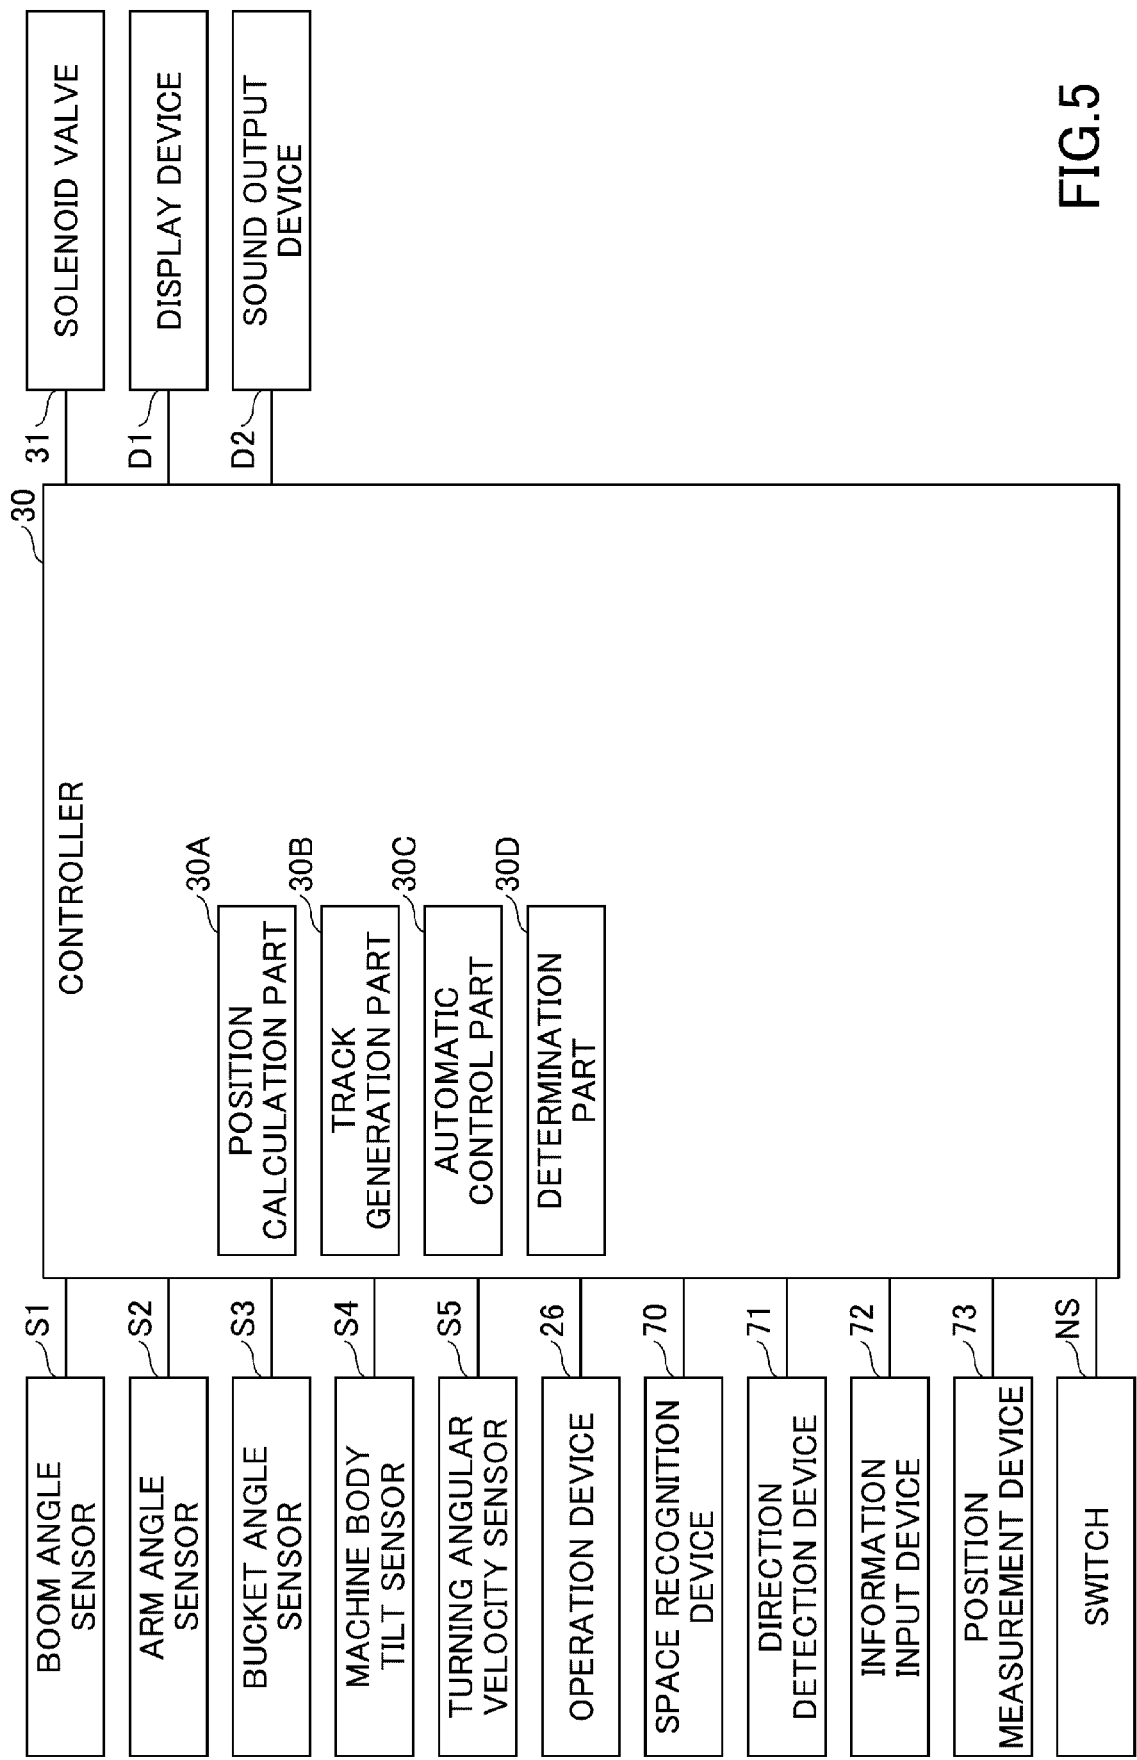 BOOM ANGLE
SENSOR
S1
ARM ANGLE
SENSOR
S2
BUCKET ANGLE
SENSOR
S3
MACHINE BODY
TILT SENSOR
S4
TURNING ANGULAR
VELOCITY SENSOR
S5
OPERATION DEVICE
26
SPACE RECOGNITION
DEVICE
70
DIRECTION
DETECTION DEVICE
71
INFORMATION
INPUT DEVICE
72
POSITION
MEASUREMENT DEVICE
73
SWITCH
NS
CONTROLLER
30
POSITION
CALCULATION PART
30A
TRACK
GENERATION PART
30B
AUTOMATIC
CONTROL PART
30C
DETERMINATION
PART
30D
31
SOLENOID VALVE
D1
DISPLAY DEVICE
D2
SOUND OUTPUT
DEVICE
FIG.5